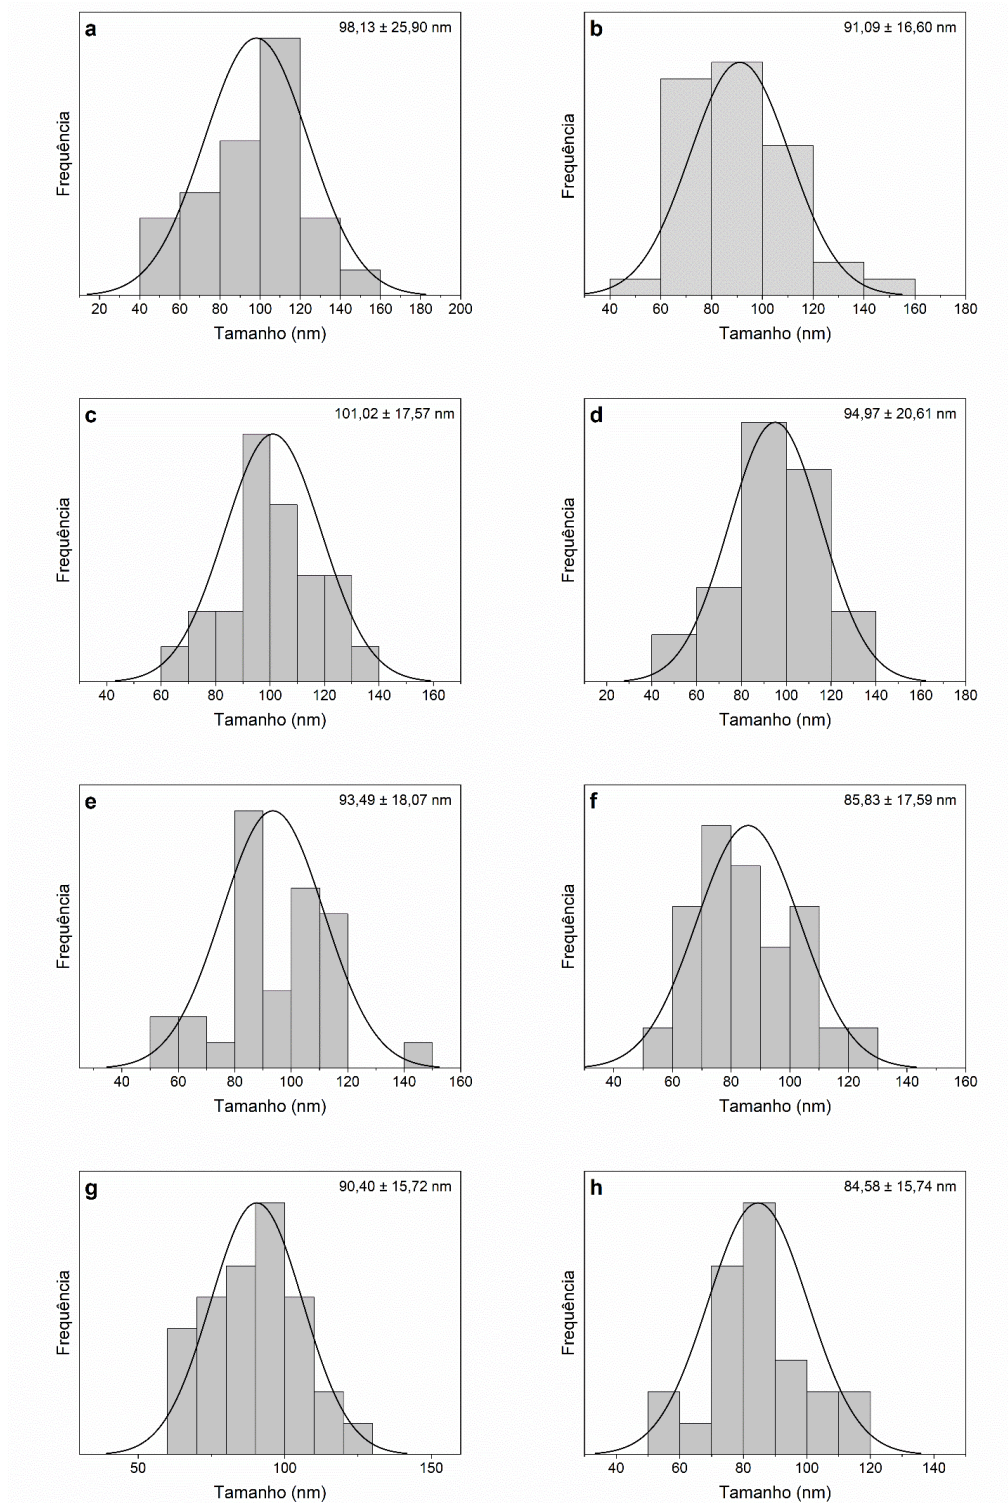 a
98,13 ± 25,90 nm
Frequência
20 40 60 80 100 120 140 160 180 200
Tamanho (nm)
b
91,09 ± 16,60 nm
Frequência
40 60 80 100 120 140 160 180
Tamanho (nm)
c
101,02 ± 17,57 nm
Frequência
40 60 80 100 120 140 160
Tamanho (nm)
d
94,97 ± 20,61 nm
Frequência
20 40 60 80 100 120 140 160 180
Tamanho (nm)
e
93,49 ± 18,07 nm
Frequência
40 60 80 100 120 140 160
Tamanho (nm)
f
85,83 ± 17,59 nm
Frequência
40 60 80 100 120 140 160
Tamanho (nm)
g
90,40 ± 15,72 nm
Frequência
50 100 150
Tamanho (nm)
h
84,58 ± 15,74 nm
Frequência
40 60 80 100 120 140
Tamanho (nm)